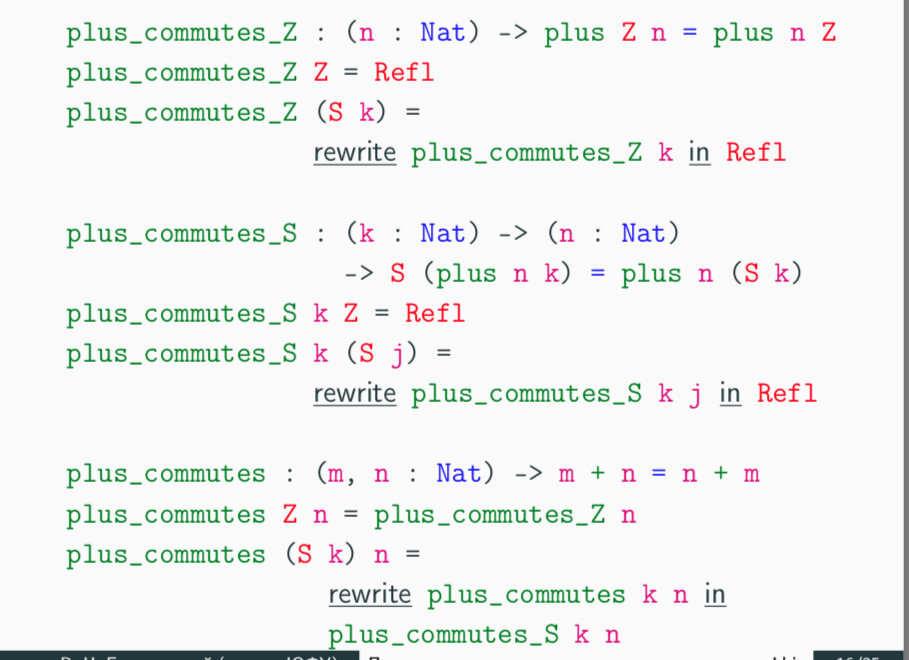 plus_commutes_Z : (n : Nat) -> plus Z n = plus n Z
plus_commutes_Z Z = Refl
plus_commutes_Z (S k) =
rewrite plus_commutes_Z k in Refl
plus_commutes_S : (k : Nat) -> (n : Nat)
-> S (plus n k) = plus n (S k)
plus_commutes_S k Z = Refl
plus_commutes_S k (S j) =
rewrite plus_commutes_S k j in Refl
plus_commutes : (m, n : Nat) -> m + n = n + m
plus_commutes Z n = plus_commutes_Z n
plus_commutes (S k) n =
rewrite plus_commutes k n in
plus_commutes_S k n